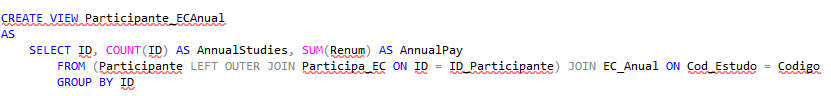 CREATE VIEW Participante_ECAnual
AS
SELECT ID, COUNT(ID) AS AnnualStudies, SUM(Renum) AS AnnualPay
FROM (Participante LEFT OUTER JOIN Participa_EC ON ID = ID_Participante) JOIN EC_Anual ON Cod_Estudo = Codigo
GROUP BY ID